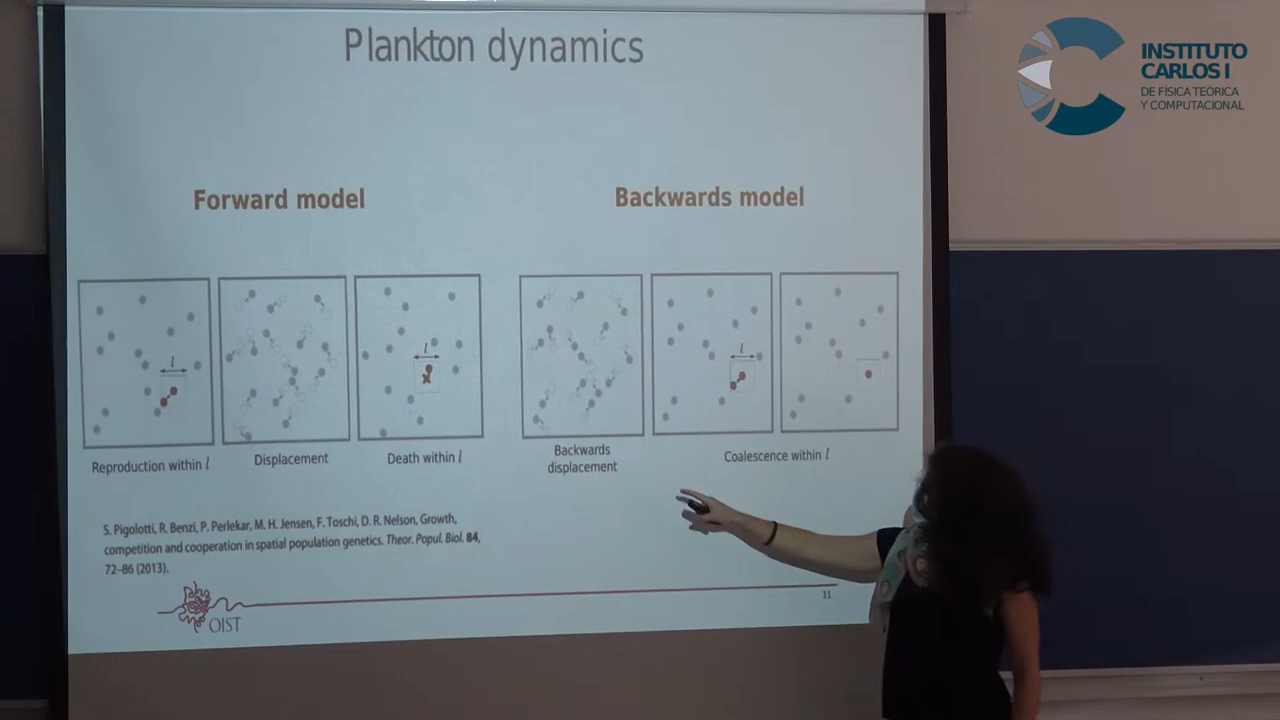 Plankton dynamics
INSTITUTO
CARLOS I
DE FÍSICA TEÓRICA
Y COMPUTACIONAL
Forward model
Backwards model
l
l
l
Reproduction within l
Displacement
Death within l
Backwards
displacement
Coalescence within l
S. Pigolotti, R. Benzi, P. Perlekar, M. H. Jensen, F. Toschi, D. R. Nelson, Growth,
competition and cooperation in spatial population genetics. Theor. Popul. Biol. 84,
72–86 (2013).
OIST
11